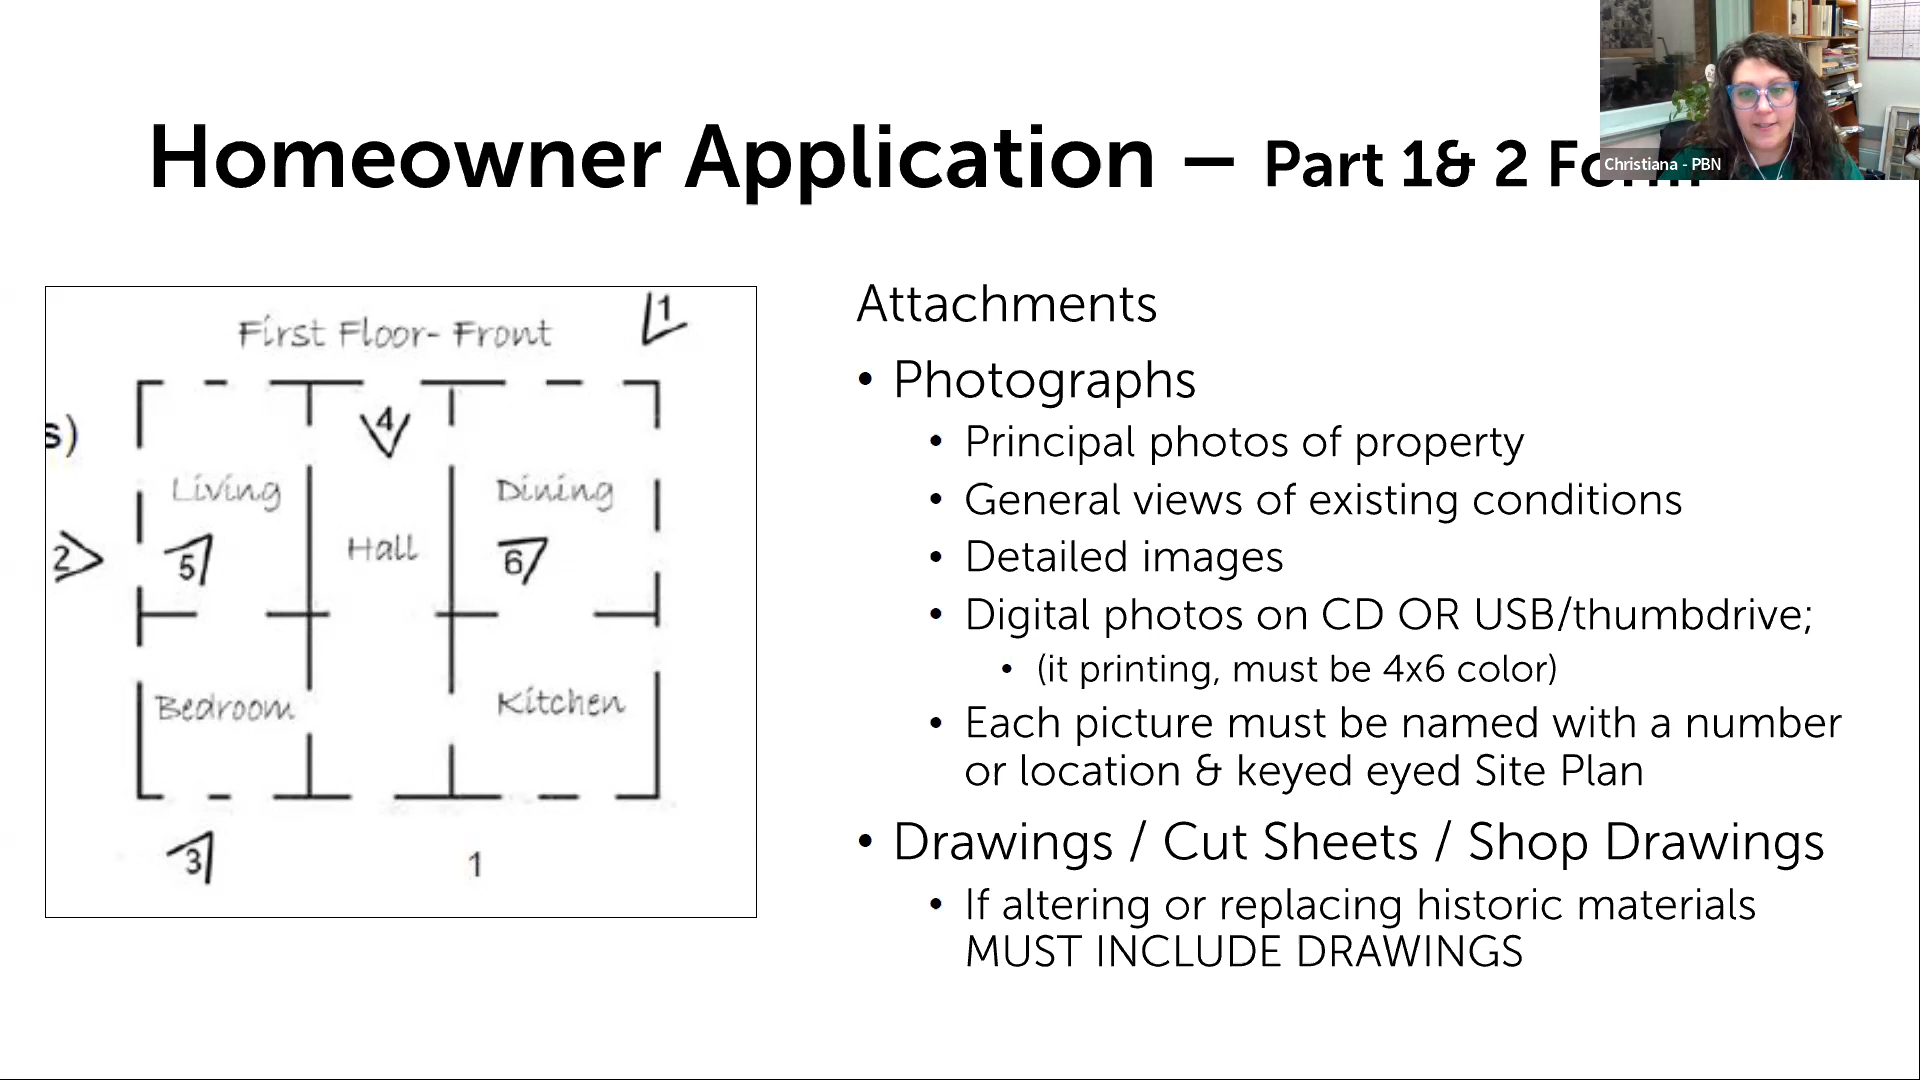 Homeowner Application – Part 1& 2 Form
Christiana - PBN
First Floor- Front
1
s)
4
Living
Dining
2
5
Hall
6
Bedroom
Kitchen
3
1
Attachments
• Photographs
• Principal photos of property
• General views of existing conditions
• Detailed images
• Digital photos on CD OR USB/thumbdrive;
• (it printing, must be 4x6 color)
• Each picture must be named with a number
or location & keyed eyed Site Plan
• Drawings / Cut Sheets / Shop Drawings
• If altering or replacing historic materials
MUST INCLUDE DRAWINGS